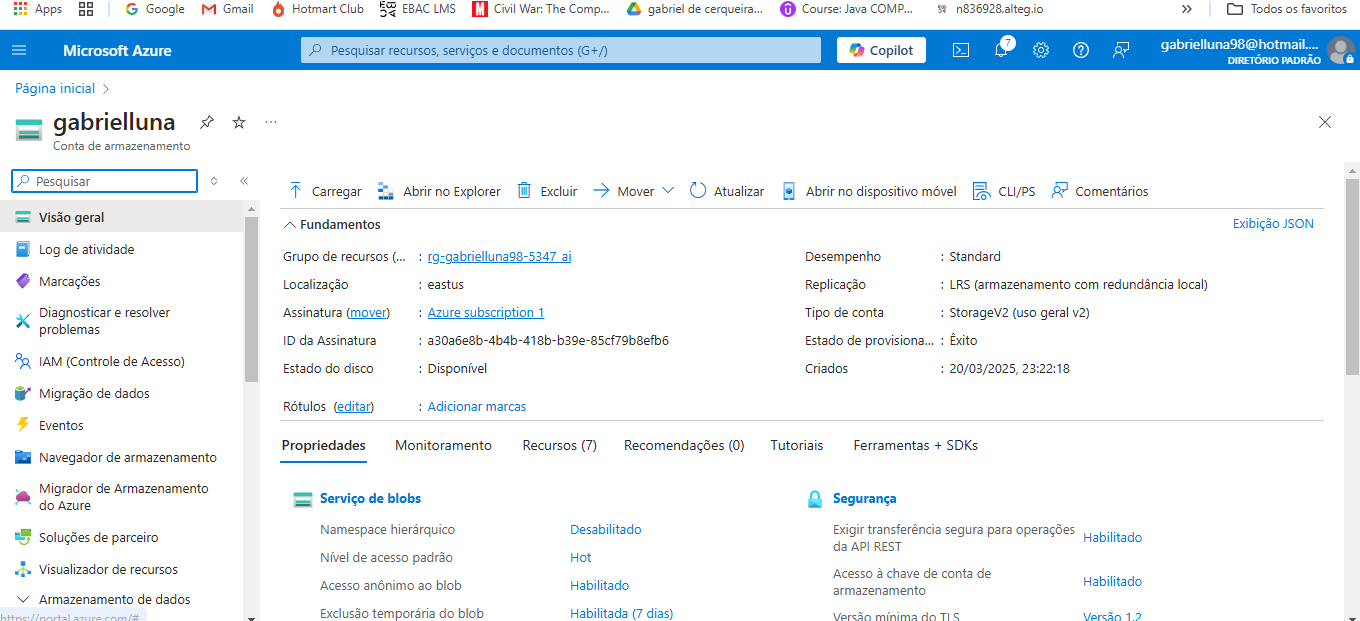 Apps Google Gmail Hotmart Club EBAC LMS Civil War: The Comp... gabriel de cerqueira... Course: Java COMP... n836928.alteg.io » Todos os favoritos
Microsoft Azure Pesquisar recursos, serviços e documentos (G+/) Copilot 7 gabrielluna98@hotmail....
DIRETÓRIO PADRÃO
Página inicial >
gabrielluna ...
Conta de armazenamento
Pesquisar «
Carregar Abrir no Explorer Excluir Mover Atualizar Abrir no dispositivo móvel CLI/PS Comentários
Visão geral
Log de atividade
Marcações
Diagnosticar e resolver
problemas
IAM (Controle de Acesso)
Migração de dados
Eventos
Navegador de armazenamento
Migrador de Armazenamento
do Azure
Soluções de parceiro
Visualizador de recursos
Armazenamento de dados
https://portal.azure.com/#
Fundamentos Exibição JSON
Grupo de recursos (... : rg-gabrielluna98-5347_ai
Localização : eastus
Assinatura (mover) : Azure subscription 1
ID da Assinatura : a30a6e8b-4b4b-418b-b39e-85cf79b8efb6
Estado do disco : Disponível
Rótulos (editar) : Adicionar marcas
Desempenho : Standard
Replicação : LRS (armazenamento com redundância local)
Tipo de conta : StorageV2 (uso geral v2)
Estado de provisiona... : Êxito
Criados : 20/03/2025, 23:22:18
Propriedades Monitoramento Recursos (7) Recomendações (0) Tutoriais Ferramentas + SDKs
Serviço de blobs
Namespace hierárquico Desabilitado
Nível de acesso padrão Hot
Acesso anônimo ao blob Habilitado
Exclusão temporária do blob Habilitada (7 dias)
Segurança
Exigir transferência segura para operações
da API REST Habilitado
Acesso à chave de conta de
armazenamento Habilitado
Versão mínima do TLS Versão 1.2